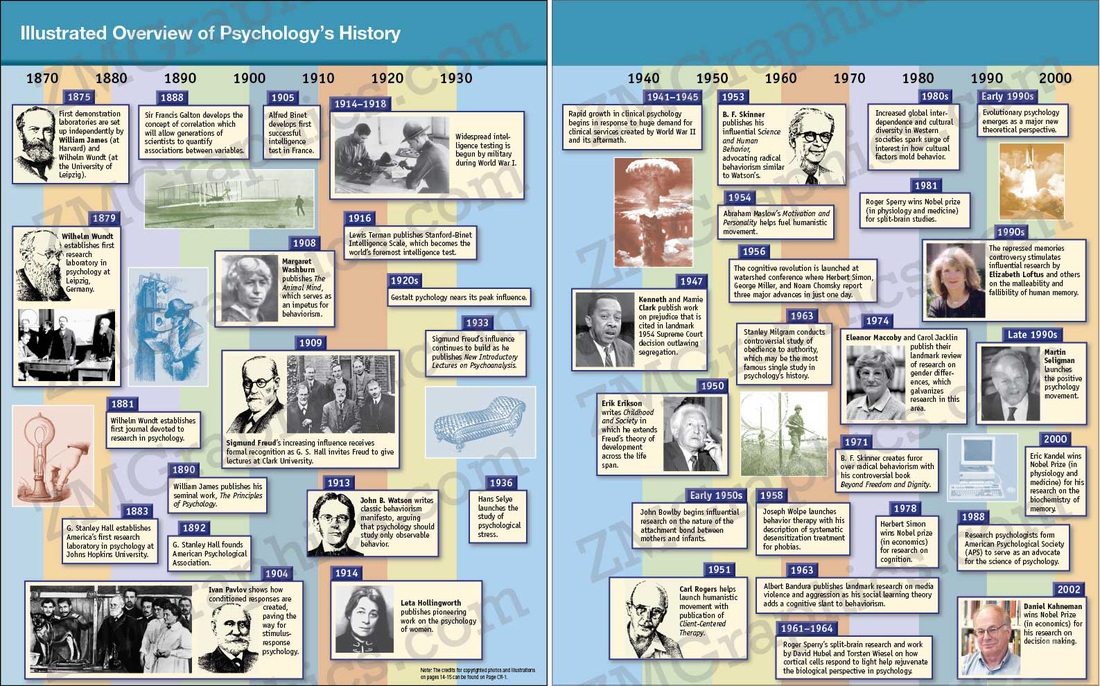 Illustrated Overview of Psychology's History
1870 1880 1890 1900 1910 1920 1930
1875
First demonstration
laboratories are set
up independently by
William James (at
Harvard) and
Wilhelm Wundt (at
the University of
Leipzig).
1888
Sir Francis Galton develops the
concept of correlation which
will allow generations of
scientists to quantify
associations between variables.
1905
Alfred Binet
develops first
successful
intelligence
test in France.
1914–1918
Widespread intel-
ligence testing is
begun by military
during World War I.
1879
Wilhelm Wundt
establishes first
research
laboratory in
psychology at
Leipzig,
Germany.
1908
Margaret
Washburn
publishes The
Animal Mind,
which serves as
an impetus for
behaviorism.
1916
Lewis Terman publishes Stanford-Binet
Intelligence Scale, which becomes the
world's foremost intelligence test.
1920s
Gestalt pychology nears its peak influence.
1933
Sigmund Freud's influence
continues to build as he
publishes New Introductory
Lectures on Psychoanalysis.
1909
Sigmund Freud's increasing influence receives
formal recognition as G. S. Hall invites Freud to give
lectures at Clark University.
1881
Wilhelm Wundt establishes
first journal devoted to
research in psychology.
1890
William James publishes his
seminal work, The Principles
of Psychology.
1883
G. Stanley Hall establishes
America's first research
laboratory in psychology at
Johns Hopkins University.
1892
G. Stanley Hall founds
American Psychological
Association.
1913
John B. Watson writes
classic behaviorism
manifesto, arguing
that psychology should
study only observable
behavior.
1936
Hans Selye
launches the
study of
psychological
stress.
1904
Ivan Pavlov shows how
conditioned responses are
created,
paving the
way for
stimulus-
response
psychology.
1914
Leta Hollingworth
publishes pioneering
work on the psychology
of women.
Note: The credits for copyrighted photos and illustrations
on pages 14-15 can be found on Page CR-1.
1940 1950 1960 1970 1980 1990 2000
1941–1945
Rapid growth in clinical psychology
begins in response to huge demand for
clinical services created by World War II
and its aftermath.
1953
B. F. Skinner
publishes his
influential Science
and Human
Behavior,
advocating radical
behaviorism similar
to Watson's.
1980s
Increased global inter-
dependence and cultural
diversity in Western
societies spark surge of
interest in how cultural
factors mold behavior.
Early 1990s
Evolutionary psychology
emerges as a major new
theoretical perspective.
1954
Abraham Maslow's Motivation and
Personality helps fuel humanistic
movement.
1981
Roger Sperry wins Nobel prize
(in physiology and medicine)
for split-brain studies.
1956
The cognitive revolution is launched at
watershed conference where Herbert Simon,
George Miller, and Noam Chomsky report
three major advances in just one day.
1990s
The repressed memories
controversy stimulates
influential research by
Elizabeth Loftus and others
on the malleability and
fallibility of human memory.
1947
Kenneth and Mamie
Clark publish work
on prejudice that is
cited in landmark
1954 Supreme Court
decision outlawing
segregation.
1963
Stanley Milgram conducts
controversial study of
obedience to authority,
which may be the most
famous single study in
psychology's history.
1974
Eleanor Maccoby and Carol Jacklin
publish their
landmark review
of research on
gender differ-
ences, which
galvanizes
research in this
area.
Late 1990s
Martin
Seligman
launches
the positive
psychology
movement.
1950
Erik Erikson
writes Childhood
and Society in
which he extends
Freud's theory of
development
across the life
span.
1971
B. F. Skinner creates furor
over radical behaviorism with
his controversial book
Beyond Freedom and Dignity.
2000
Eric Kandel wins
Nobel Prize (in
physiology and
medicine) for his
research on the
biochemistry of
memory.
Early 1950s
John Bowlby begins influential
research on the nature of the
attachment bond between
mothers and infants.
1958
Joseph Wolpe launches
behavior therapy with his
description of systematic
desensitization treatment
for phobias.
1978
Herbert Simon
wins Nobel prize
(in economics)
for research on
cognition.
1988
Research psychologists form
American Psychological Society
(APS) to serve as an advocate
for the science of psychology.
1951
Carl Rogers helps
launch humanistic
movement with
publication of
Client-Centered
Therapy.
1963
Albert Bandura publishes landmark research on media
violence and aggression as his social learning theory
adds a cognitive slant to behaviorism.
1961–1964
Roger Sperry's split-brain research and work
by David Hubel and Torsten Wiesel on how
cortical cells respond to light help rejuvenate
the biological perspective in psychology.
2002
Daniel Kahneman
wins Nobel Prize
(in economics) for
his research on
decision making.
ZMGraphics.com